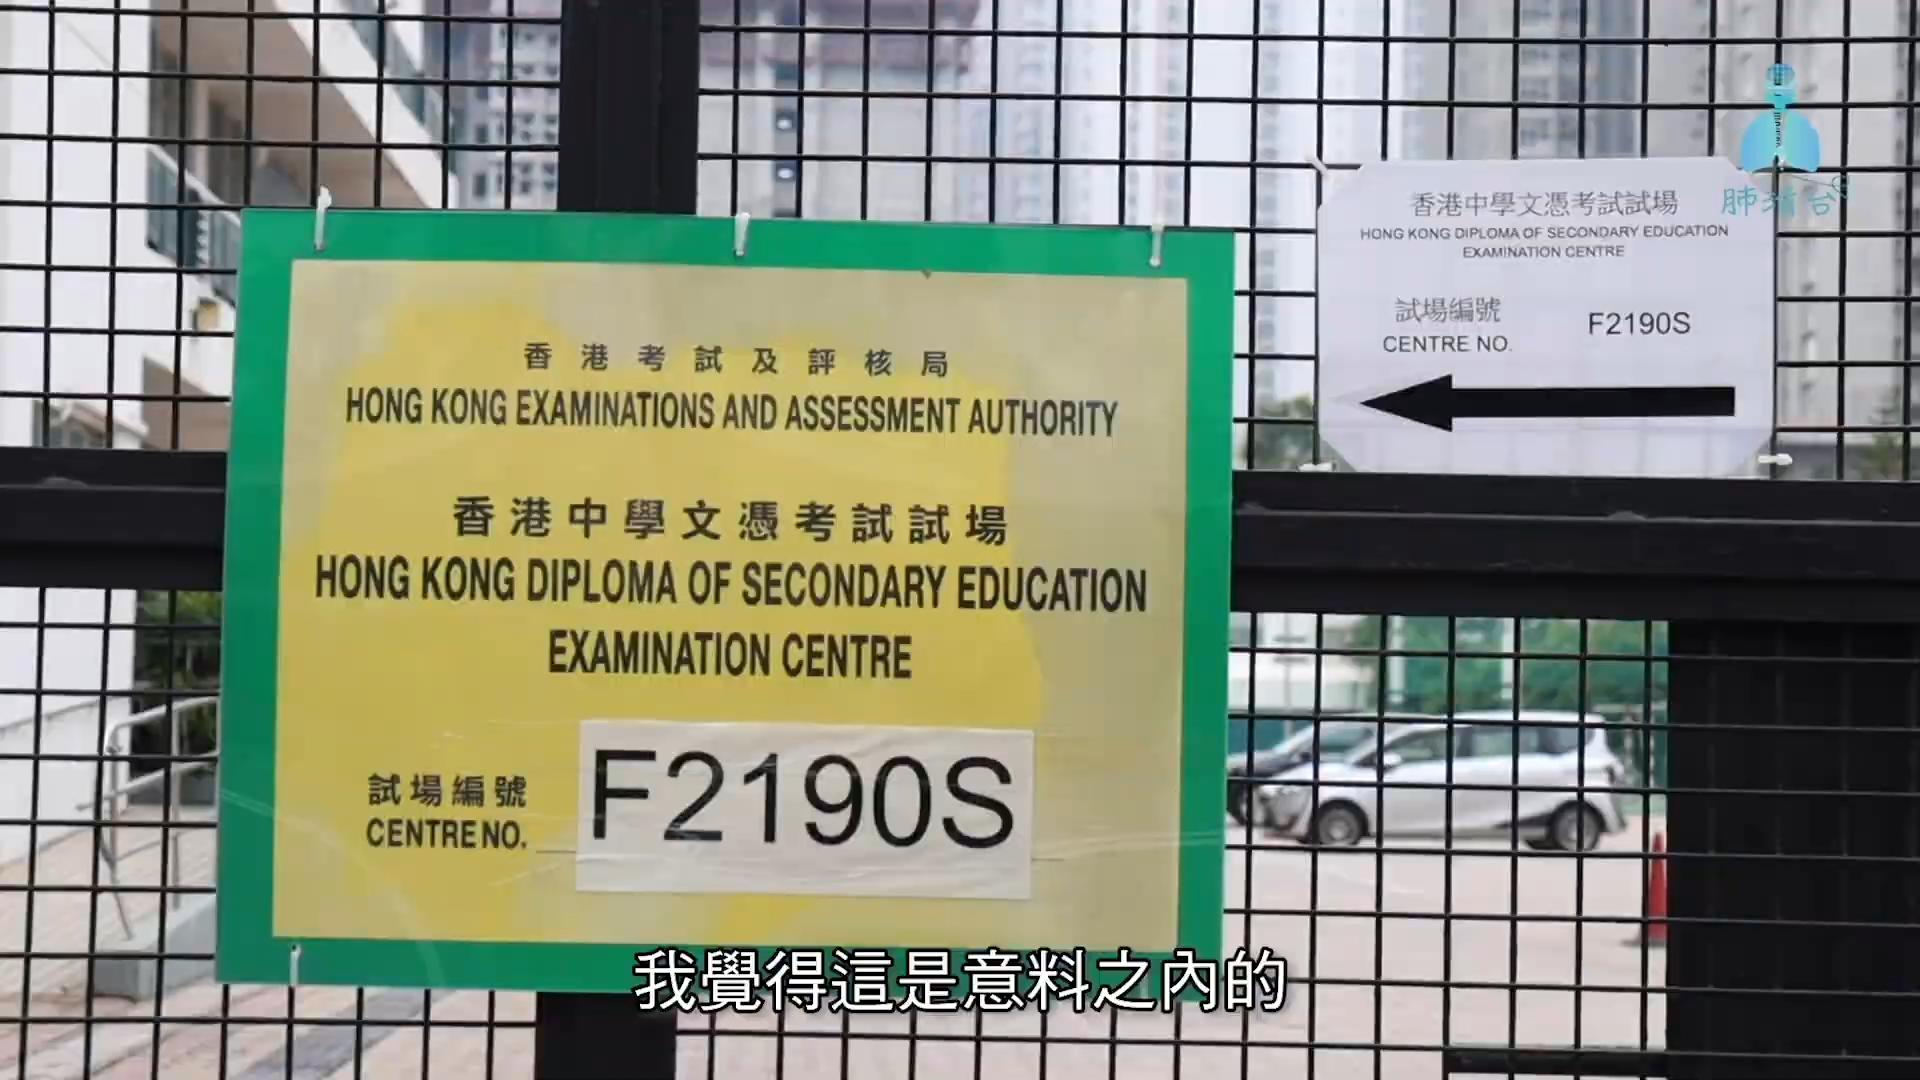 香港考試及評核局
HONG KONG EXAMINATIONS AND ASSESSMENT AUTHORITY
香港中學文憑考試試場
HONG KONG DIPLOMA OF SECONDARY EDUCATION
EXAMINATION CENTRE
試場編號
CENTRE NO.
F2190S
香港中學文憑考試試場
HONG KONG DIPLOMA OF SECONDARY EDUCATION
EXAMINATION CENTRE
試場編號
CENTRE NO.
F2190S
肺靖台
我覺得這是意料之內的